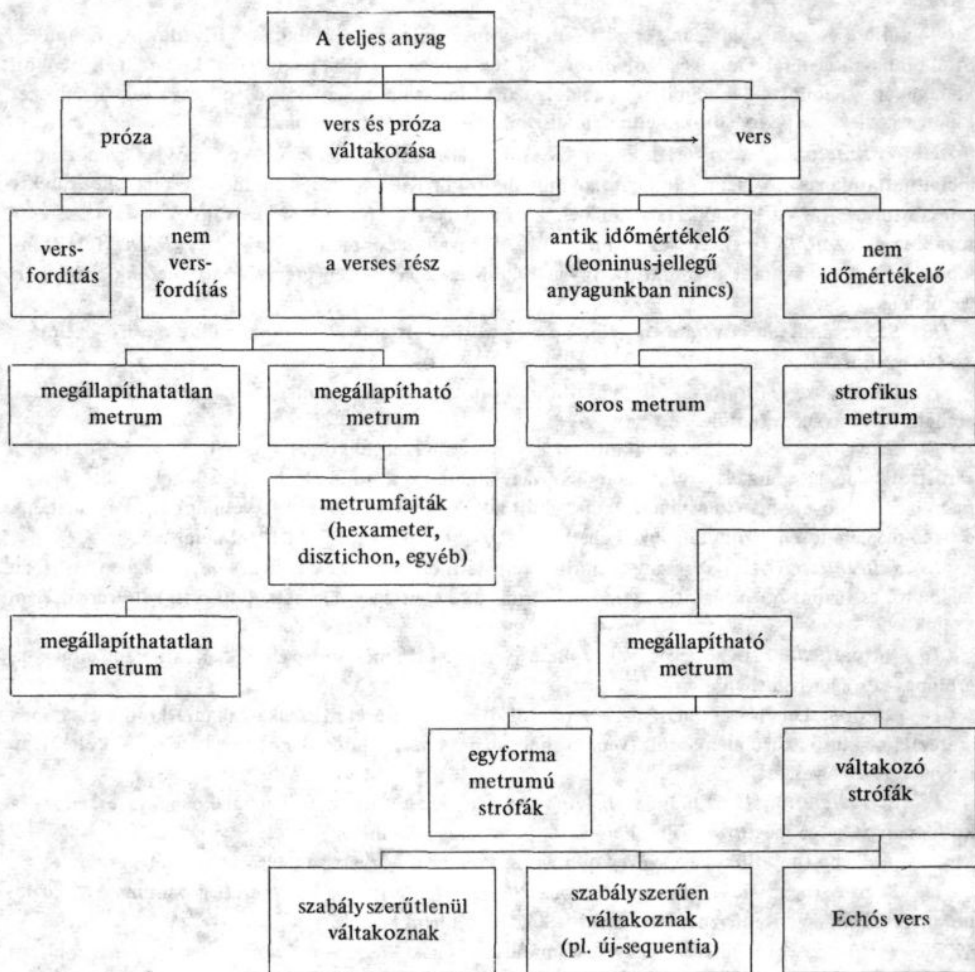 A teljes anyag
próza
vers és próza
váltakozása
vers
vers-
fordítás
nem
vers-
fordítás
a verses rész
antik időmértékelő
(leoninus-jellegű
anyagunkban nincs)
nem
időmértékelő
megállapíthatatlan
metrum
megállapítható
metrum
soros metrum
strofikus
metrum
metrumfajták
(hexameter,
disztichon, egyéb)
megállapíthatatlan
metrum
megállapítható
metrum
egyforma
metrumú
strófák
váltakozó
strófák
szabályszerűtlenül
váltakoznak
szabályszerűen
váltakoznak
(pl. új-sequentia)
Echós vers